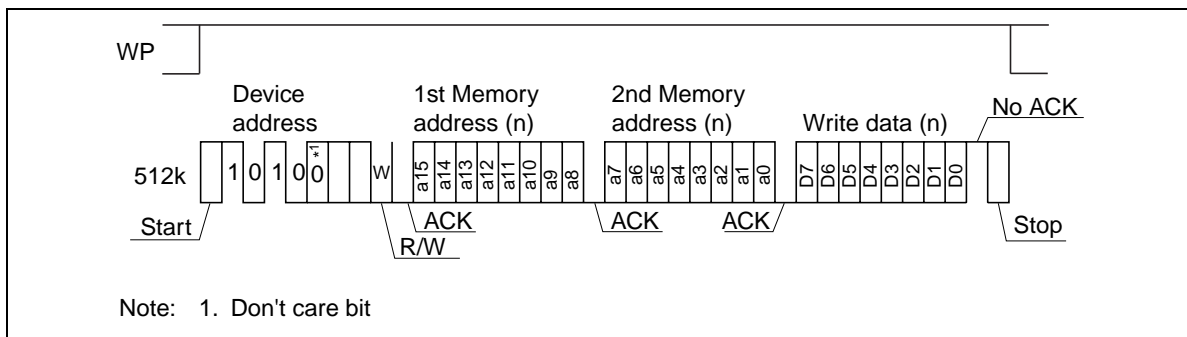 WP
Device address
1st Memory address (n)
2nd Memory address (n)
Write data (n)
No ACK
512k
1 0 1 0 0 *1 W
a15 a14 a13 a12 a11 a10 a9 a8
a7 a6 a5 a4 a3 a2 a1 a0
D7 D6 D5 D4 D3 D2 D1 D0
Start
R/W
ACK
ACK
ACK
Stop
Note: 1. Don't care bit